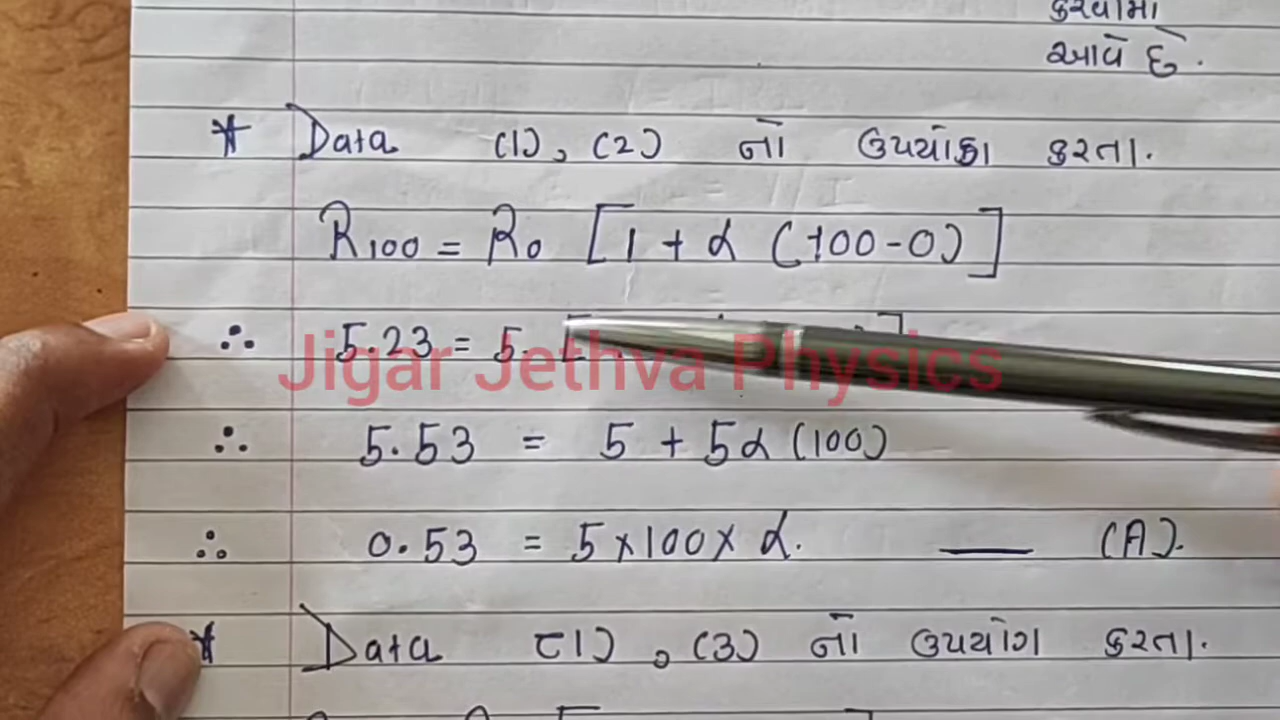 કરવામાં
આવે છે.
* Data (1), (2) નો ઉપયોગ કરતા.
R₁₀₀ = R₀ [1 + α (100-0)]
∴ 5.23 = 5
Jigar Jethva Physics
∴ 5.53 = 5 + 5α (100)
∴ 0.53 = 5×100× α. — (A).
* Data (1), (3) નો ઉપયોગ કરતા.